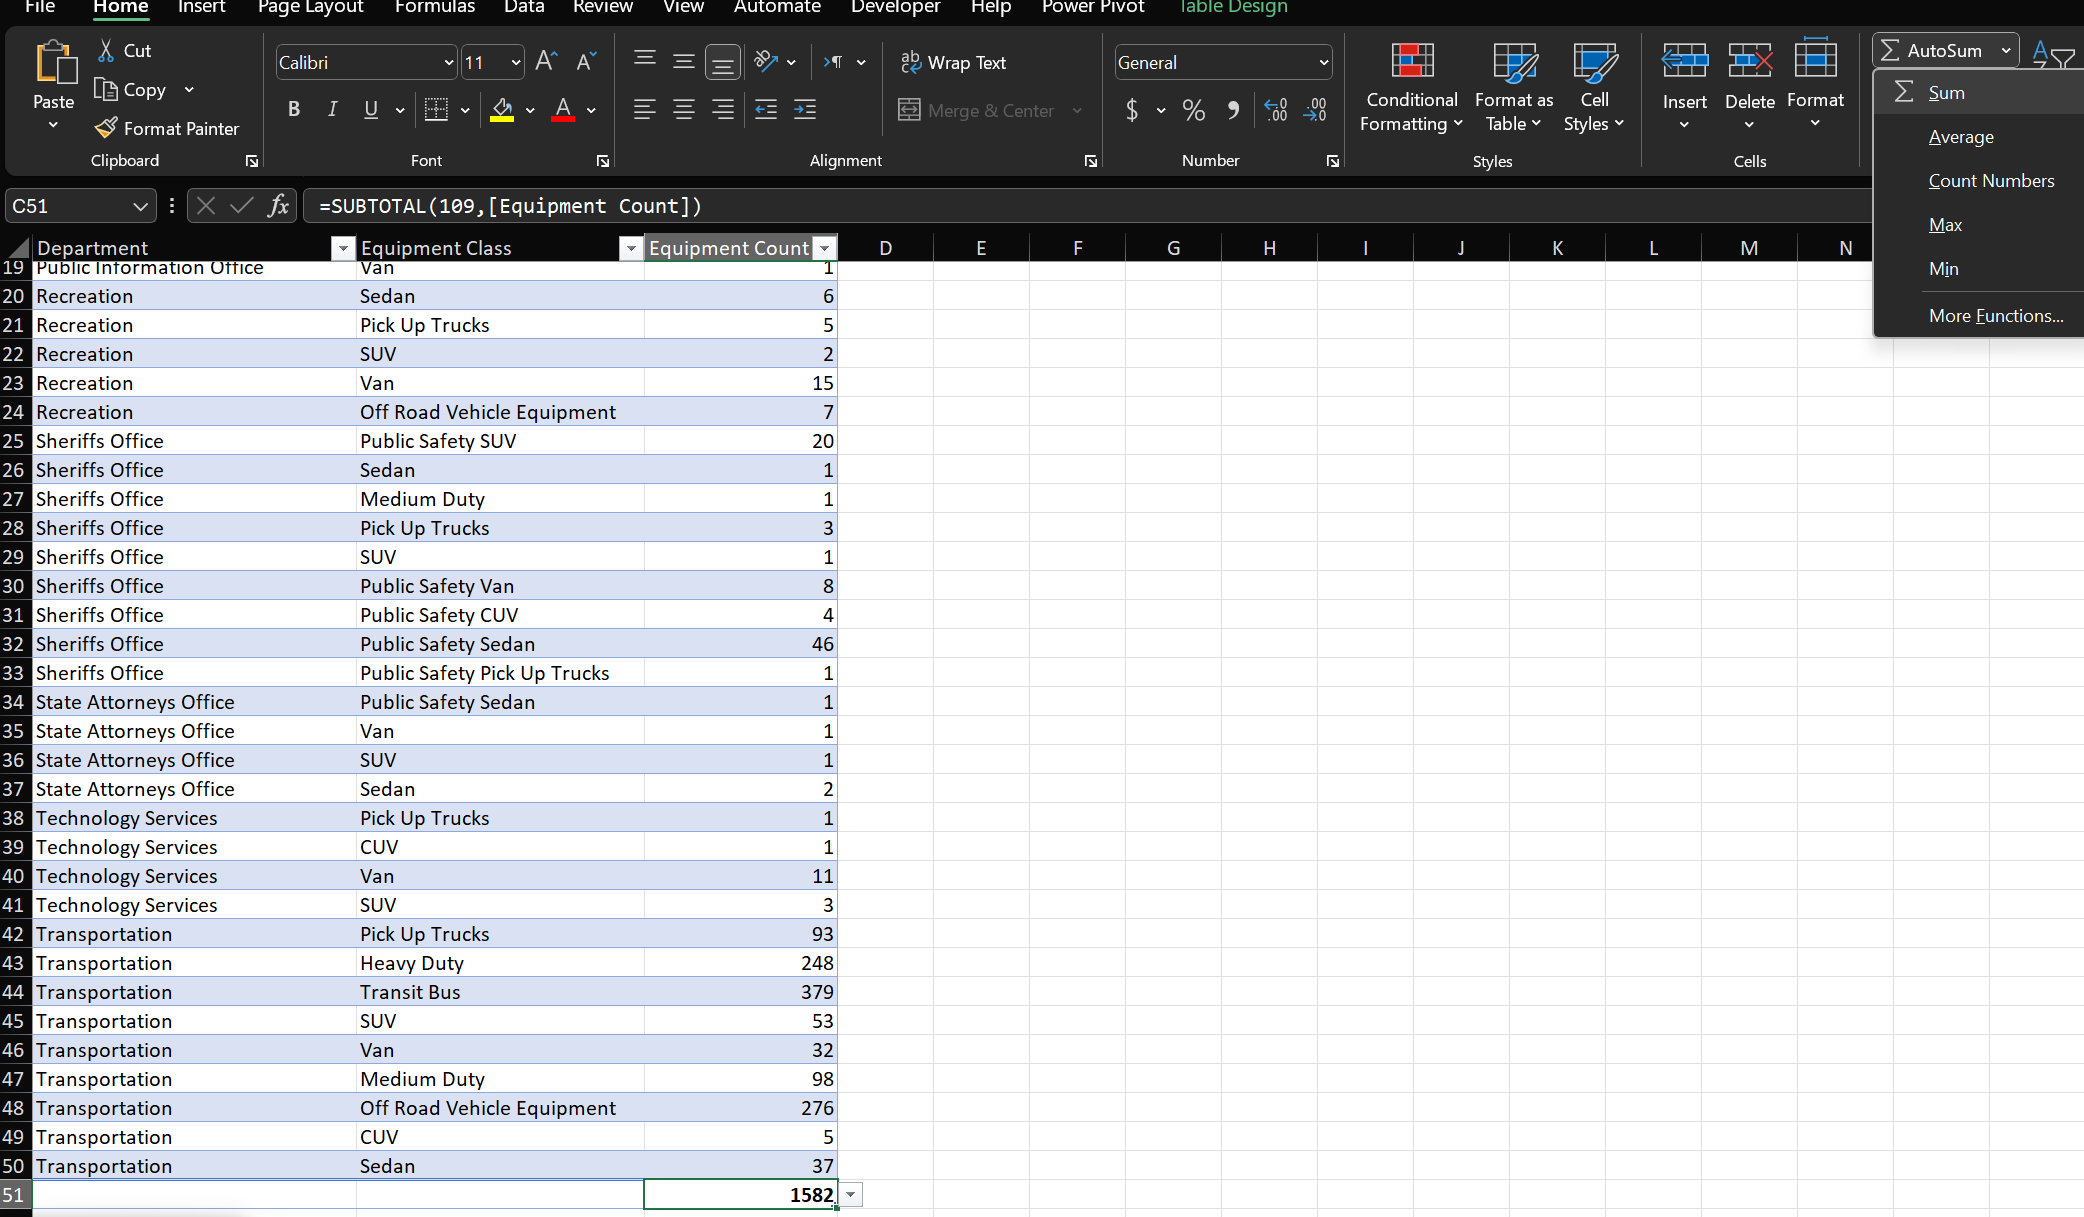 File Home Insert Page Layout Formulas Data Review View Automate Developer Help Power Pivot Table Design
Paste
Cut
Copy
Format Painter
Clipboard
Calibri 11 A A
B I U A
Font
Wrap Text
Merge & Center
Alignment
General
$ % 9 .00
Number
Conditional Formatting
Format as Table
Cell Styles
Styles
Insert Delete Format
Cells
AutoSum
Sum
Average
Count Numbers
Max
Min
More Functions...
C51 fx =SUBTOTAL(109,[Equipment Count])
Department Equipment Class Equipment Count D E F G H I J K L M N
19 Public Information Office Van 1
20 Recreation Sedan 6
21 Recreation Pick Up Trucks 5
22 Recreation SUV 2
23 Recreation Van 15
24 Recreation Off Road Vehicle Equipment 7
25 Sheriffs Office Public Safety SUV 20
26 Sheriffs Office Sedan 1
27 Sheriffs Office Medium Duty 1
28 Sheriffs Office Pick Up Trucks 3
29 Sheriffs Office SUV 1
30 Sheriffs Office Public Safety Van 8
31 Sheriffs Office Public Safety CUV 4
32 Sheriffs Office Public Safety Sedan 46
33 Sheriffs Office Public Safety Pick Up Trucks 1
34 State Attorneys Office Public Safety Sedan 1
35 State Attorneys Office Van 1
36 State Attorneys Office SUV 1
37 State Attorneys Office Sedan 2
38 Technology Services Pick Up Trucks 1
39 Technology Services CUV 1
40 Technology Services Van 11
41 Technology Services SUV 3
42 Transportation Pick Up Trucks 93
43 Transportation Heavy Duty 248
44 Transportation Transit Bus 379
45 Transportation SUV 53
46 Transportation Van 32
47 Transportation Medium Duty 98
48 Transportation Off Road Vehicle Equipment 276
49 Transportation CUV 5
50 Transportation Sedan 37
51 1582